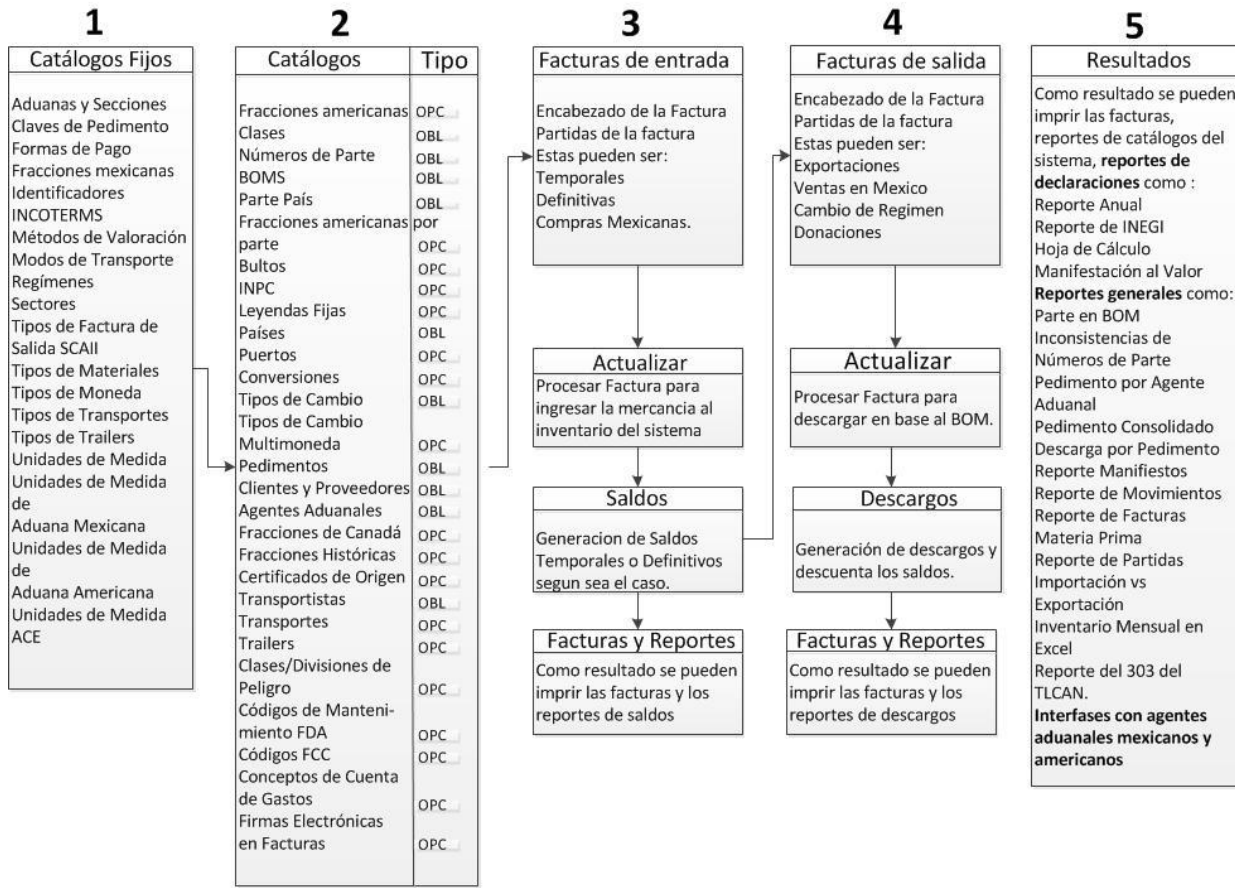 1
Catálogos Fijos
Aduanas y Secciones
Claves de Pedimento
Formas de Pago
Fracciones mexicanas
Identificadores
INCOTERMS
Métodos de Valoración
Modos de Transporte
Regímenes
Sectores
Tipos de Factura de
Salida SCAII
Tipos de Materiales
Tipos de Moneda
Tipos de Transportes
Tipos de Trailers
Unidades de Medida
Unidades de Medida
de
Aduana Mexicana
Unidades de Medida
de
Aduana Americana
Unidades de Medida
ACE
2
Catálogos Tipo
Fracciones americanas OPC
Clases OBL
Números de Parte OBL
BOMS OBL
Parte País OBL
Fracciones americanas por
parte OPC
Bultos OPC
INPC OPC
Leyendas Fijas OPC
Países OBL
Puertos OPC
Conversiones OPC
Tipos de Cambio OBL
Tipos de Cambio
Multimoneda OPC
Pedimentos OBL
Clientes y Proveedores OBL
Agentes Aduanales OBL
Fracciones de Canadá OPC
Fracciones Históricas OPC
Certificados de Origen OPC
Transportistas OBL
Transportes OPC
Trailers OPC
Clases/Divisiones de
Peligro OPC
Códigos de Manteni-
miento FDA OPC
Códigos FCC OPC
Conceptos de Cuenta
de Gastos OPC
Firmas Electrónicas
en Facturas OPC
3
Facturas de entrada
Encabezado de la Factura
Partidas de la factura
Estas pueden ser:
Temporales
Definitivas
Compras Mexicanas.
Actualizar
Procesar Factura para
ingresar la mercancia al
inventario del sistema
Saldos
Generacion de Saldos
Temporales o Definitivos
segun sea el caso.
Facturas y Reportes
Como resultado se pueden
imprir las facturas y los
reportes de saldos
4
Facturas de salida
Encabezado de la Factura
Partidas de la factura
Estas pueden ser:
Exportaciones
Ventas en Mexico
Cambio de Regimen
Donaciones
Actualizar
Procesar Factura para
descargar en base al BOM.
Descargos
Generación de descargos y
descuenta los saldos.
Facturas y Reportes
Como resultado se pueden
imprir las facturas y los
reportes de descargos
5
Resultados
Como resultado se pueden
imprir las facturas,
reportes de catálogos del
sistema, reportes de
declaraciones como :
Reporte Anual
Reporte de INEGI
Hoja de Cálculo
Manifestación al Valor
Reportes generales como:
Parte en BOM
Inconsistencias de
Números de Parte
Pedimento por Agente
Aduanal
Pedimento Consolidado
Descarga por Pedimento
Reporte Manifiestos
Reporte de Movimientos
Reporte de Facturas
Materia Prima
Reporte de Partidas
Importación vs
Exportación
Inventario Mensual en
Excel
Reporte del 303 del
TLCAN.
Interfases con agentes
aduanales mexicanos y
americanos